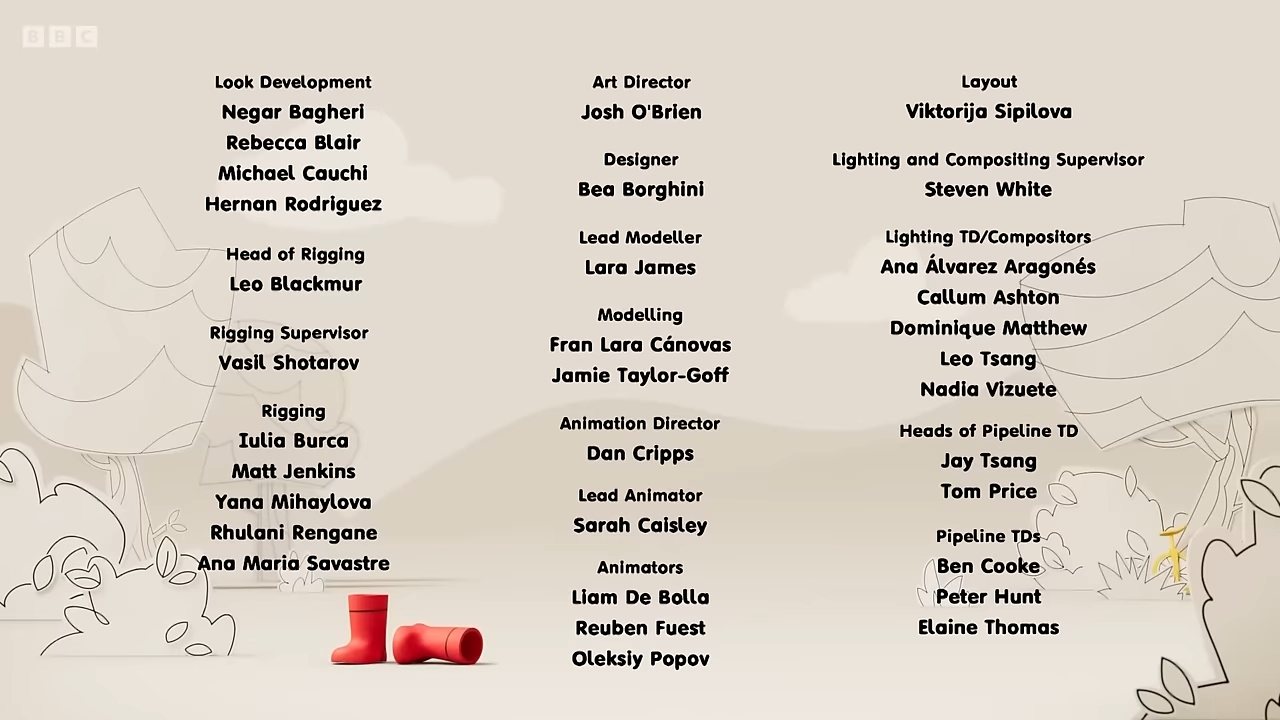 BBC
Look Development
Negar Bagheri
Rebecca Blair
Michael Cauchi
Hernan Rodriguez
Head of Rigging
Leo Blackmur
Rigging Supervisor
Vasil Shotarov
Rigging
Iulia Burca
Matt Jenkins
Yana Mihaylova
Rhulani Rengane
Ana Maria Savastre
Art Director
Josh O'Brien
Designer
Bea Borghini
Lead Modeller
Lara James
Modelling
Fran Lara Cánovas
Jamie Taylor-Goff
Animation Director
Dan Cripps
Lead Animator
Sarah Caisley
Animators
Liam De Bolla
Reuben Fuest
Oleksiy Popov
Layout
Viktorija Sipilova
Lighting and Compositing Supervisor
Steven White
Lighting TD/Compositors
Ana Álvarez Aragonés
Callum Ashton
Dominique Matthew
Leo Tsang
Nadia Vizuete
Heads of Pipeline TD
Jay Tsang
Tom Price
Pipeline TDs
Ben Cooke
Peter Hunt
Elaine Thomas